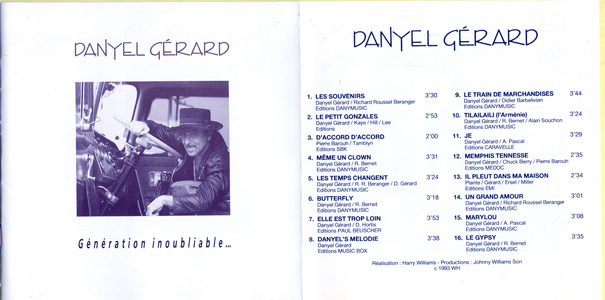 DANYEL GÉRARD
Génération inoubliable...
DANYEL GÉRARD
1. LES SOUVENIRS 3'30
Danyel Gérard / Richard Roussel Beranger
Editions DANYMUSIC
2. LE PETIT GONZALES 2'53
Danyel Gérard / Kaye / Hill / Lee
Editions
3. D'ACCORD D'ACCORD 2'00
Pierre Barouh / Tamblyn
Editions SBK
4. MÊME UN CLOWN 3'31
Danyel Gérard / R. Bernet
Editions DANYMUSIC
5. LES TEMPS CHANGENT 3'24
Danyel Gérard / R. R. Beranger / D. Gérard
Editions DANYMUSIC
6. BUTTERFLY 3'18
Danyel Gérard / R. Bernet
Editions DANYMUSIC
7. ELLE EST TROP LOIN 3'53
Danyel Gérard / D. Hortis
Editions PAUL BEUSCHER
8. DANYEL'S MELODIE 3'38
Danyel Gérard
Editions MUSIC BOX
9. LE TRAIN DE MARCHANDISES 3'44
Danyel Gérard / Didier Barbelivien
Editions DANYMUSIC
10. TILAILAILI (l'Arménie) 3'24
Danyel Gérard / R. Bernet / Alain Souchon
Editions DANYMUSIC
11. JE 3'29
Danyel Gérard / A. Pascal
Editions CARAVELLE
12. MEMPHIS TENNESSE 2'35
Danyel Gérard / Chuck Berry / Pierre Barouh
Editions MEDOC
13. IL PLEUT DANS MA MAISON 2'34
Plante / Gérard / Ersel / Miller
Editions EMI
14. UN GRAND AMOUR 3'01
Danyel Gérard / Richard Roussel Beranger
Editions DANYMUSIC
15. MARYLOU 3'08
Danyel Gérard / A. Pascal
Editions DANYMUSIC
16. LE GYPSY 3'35
Danyel Gérard / R. Bernet
Editions DANYMUSIC
Réalisation : Harry Williams - Productions : Johnny Williams Son
c 1993 WH